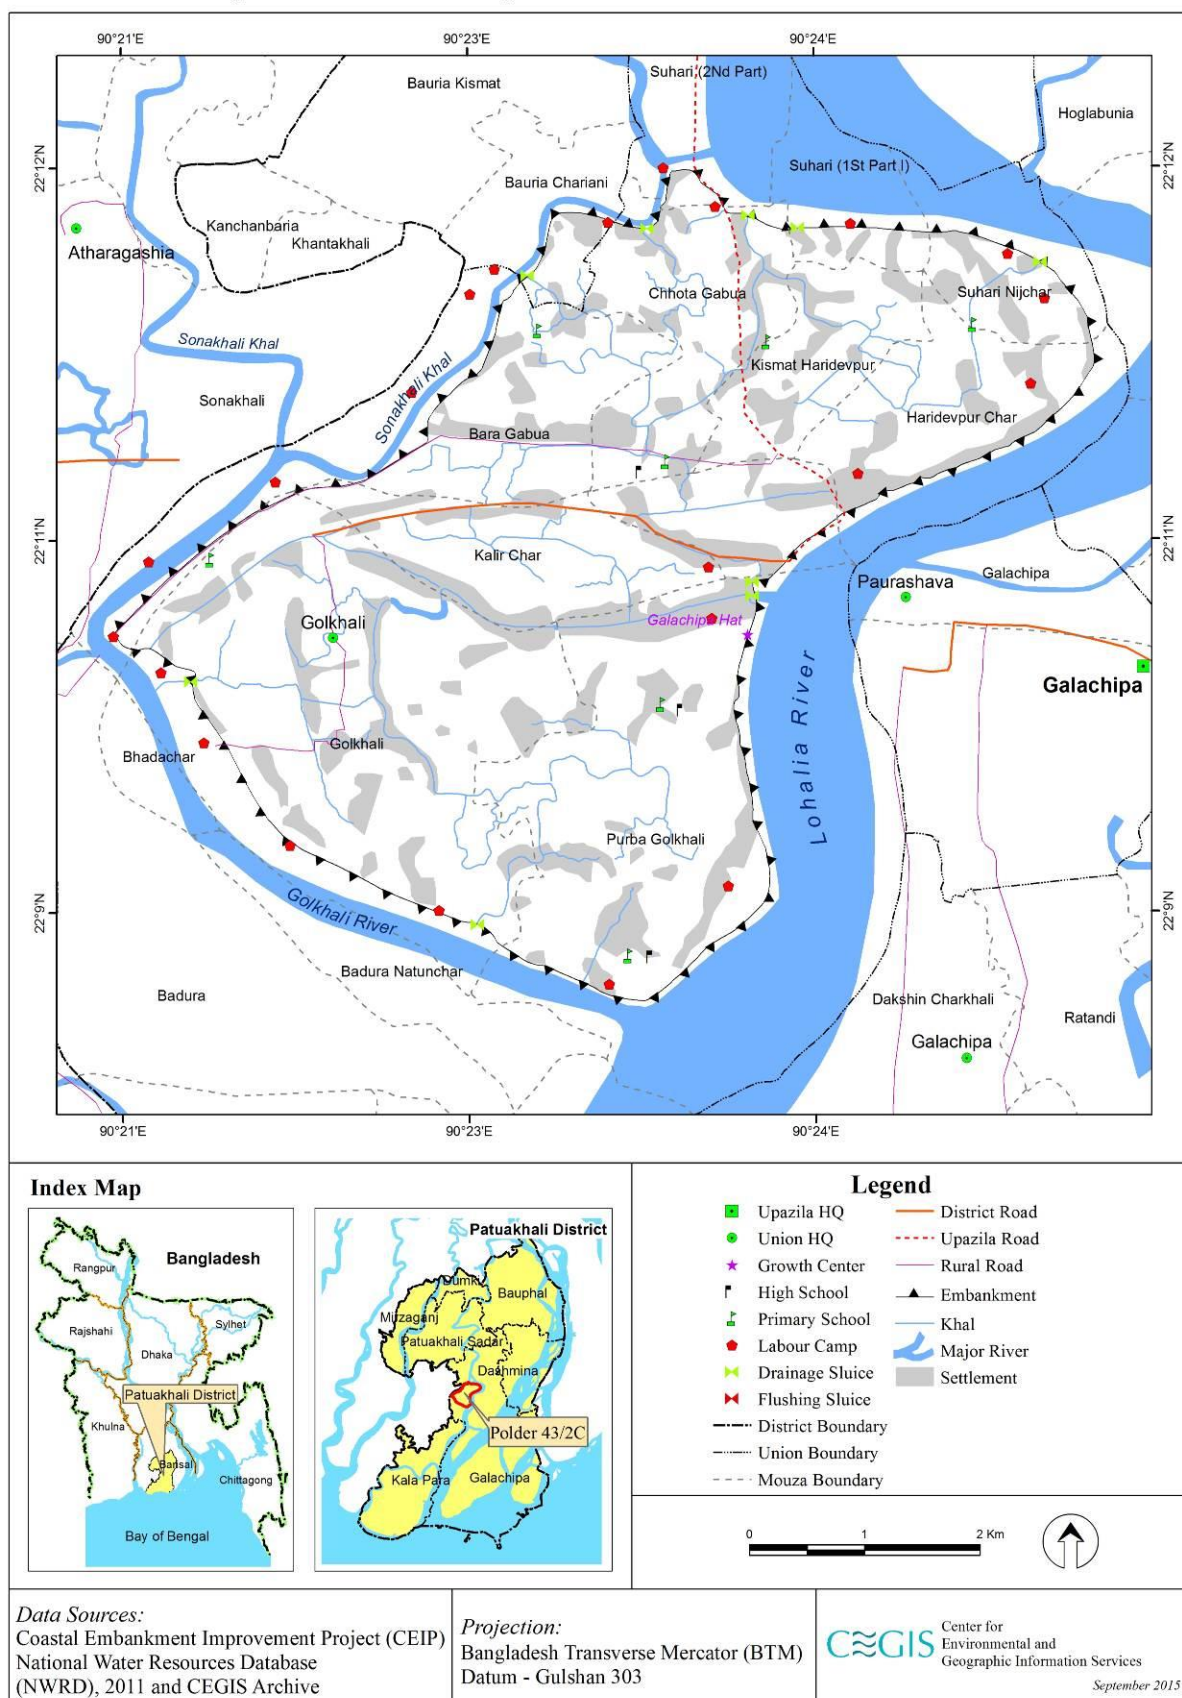 90°21'E
90°23'E
90°24'E
Suhari (2Nd Part)
Bauria Kismat
Hoglabunia
22°12'N
22°12'N
Suhari (1St Part I)
Bauria Chariani
Kanchanbaria
Khantakhali
Atharagashia
Chhota Gabua
Suhari Nijchar
Sonakhali Khal
Sonakhali Khal
Kismat Haridevpur
Sonakhali
Haridevpur Char
Bara Gabua
22°11'N
22°11'N
Kalir Char
Galachipa
Paurashava
Golkhali
Galachipa Hat
Galachipa
Lohalia River
Golkhali
Bhadachar
Purba Golkhali
22°9'N
22°9'N
Golkhali River
Badura Natunchar
Badura
Dakshin Charkhali
Ratandi
Galachipa
90°21'E
90°23'E
90°24'E
Index Map
Bangladesh
Rangpur
Rajshahi
Sylhet
Dhaka
Patuakhali District
Khulna
Barisal
Chittagong
Bay of Bengal
Patuakhali District
Dumki
Bauphal
Mirzaganj
Patuakhali Sadar
Dashmina
Polder 43/2C
Kala Para
Galachipa
Legend
Upazila HQ
Union HQ
Growth Center
High School
Primary School
Labour Camp
Drainage Sluice
Flushing Sluice
District Boundary
Union Boundary
Mouza Boundary
District Road
Upazila Road
Rural Road
Embankment
Khal
Major River
Settlement
0 1 2 Km
Data Sources:
Coastal Embankment Improvement Project (CEIP)
National Water Resources Database
(NWRD), 2011 and CEGIS Archive
Projection:
Bangladesh Transverse Mercator (BTM)
Datum - Gulshan 303
CEGIS
Center for
Environmental and
Geographic Information Services
September 2015